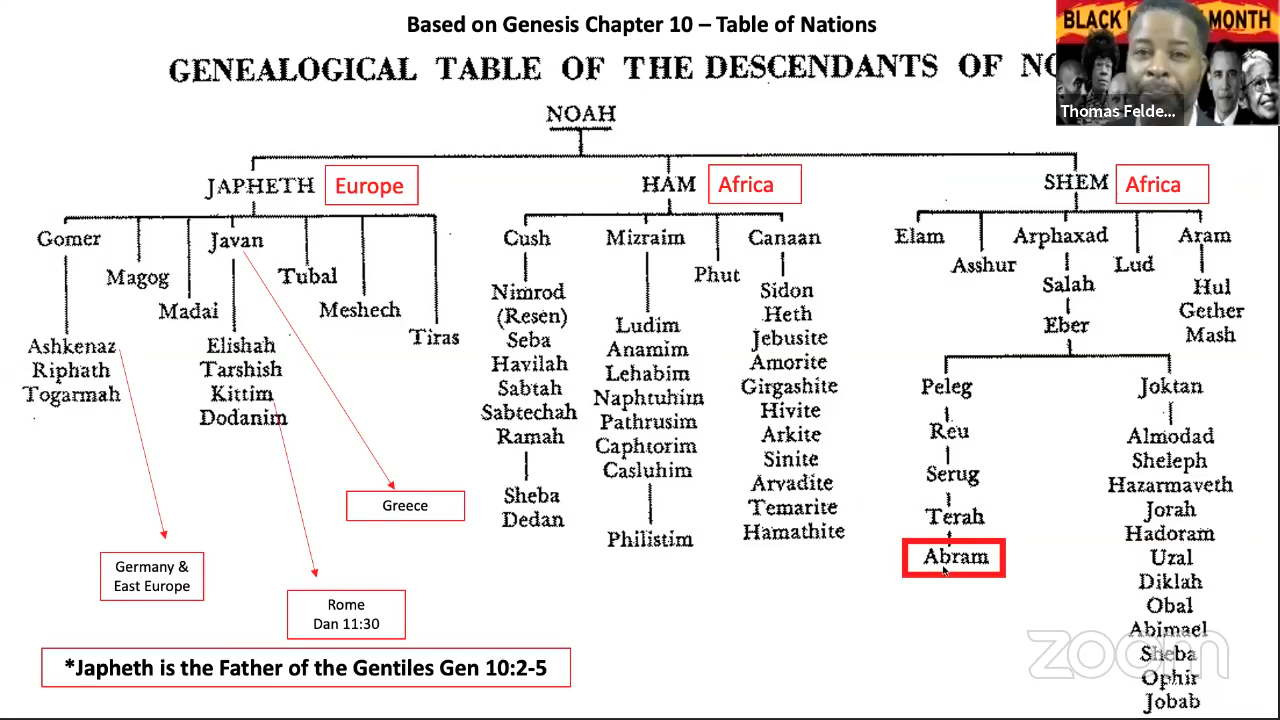 Based on Genesis Chapter 10 – Table of Nations
BLACK MONTH
GENEALOGICAL TABLE OF THE DESCENDANTS OF NO
Thomas Felde...
NOAH
JAPHETH
Europe
HAM
Africa
SHEM
Africa
Gomer
Magog
Madai
Javan
Tubal
Meshech
Tiras
Ashkenaz
Riphath
Togarmah
Elishah
Tarshish
Kittim
Dodanim
Greece
Germany &
East Europe
Rome
Dan 11:30
Cush
Nimrod
(Resen)
Seba
Havilah
Sabtah
Sabtechah
Ramah
Sheba
Dedan
Mizraim
Ludim
Anamim
Lehabim
Naphtuhim
Pathrusim
Caphtorim
Casluhim
Philistim
Phut
Canaan
Sidon
Heth
Jebusite
Amorite
Girgashite
Hivite
Arkite
Sinite
Arvadite
Temarite
Hamathite
Elam
Asshur
Arphaxad
Salah
Eber
Lud
Aram
Hul
Gether
Mash
Peleg
Reu
Serug
Terah
Abram
Joktan
Almodad
Sheleph
Hazarmaveth
Jorah
Hadoram
Uzal
Diklah
Obal
Abimael
Sheba
Ophir
Jobab
*Japheth is the Father of the Gentiles Gen 10:2-5
zoom